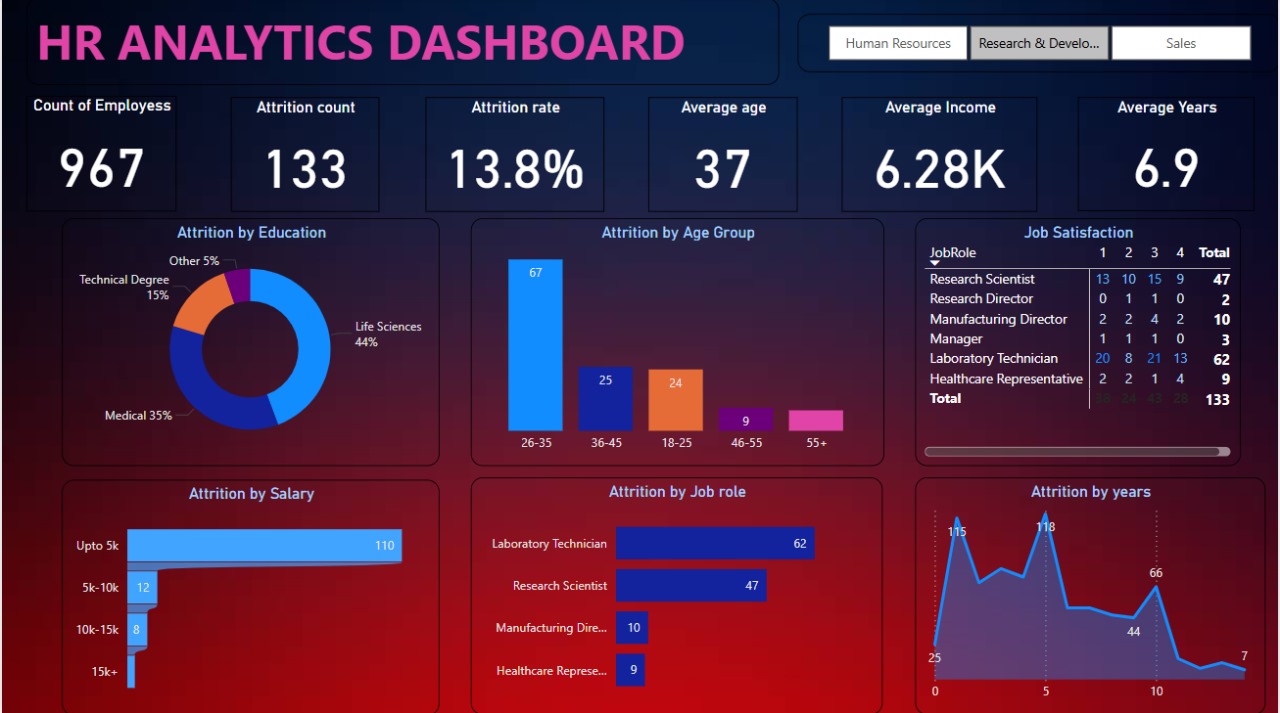 HR ANALYTICS DASHBOARD
Human Resources
Research & Develo...
Sales
Count of Employess
967
Attrition count
133
Attrition rate
13.8%
Average age
37
Average Income
6.28K
Average Years
6.9
Attrition by Education
Other 5%
Technical Degree
15%
Life Sciences
44%
Medical 35%
Attrition by Age Group
67
25
24
9
26-35
36-45
18-25
46-55
55+
Job Satisfaction
JobRole 1 2 3 4 Total
Research Scientist 13 10 15 9 47
Research Director 0 1 1 0 2
Manufacturing Director 2 2 4 2 10
Manager 1 1 1 0 3
Laboratory Technician 20 8 21 13 62
Healthcare Representative 2 2 1 4 9
Total 38 24 43 28 133
Attrition by Salary
Upto 5k 110
5k-10k 12
10k-15k 8
15k+
Attrition by Job role
Laboratory Technician 62
Research Scientist 47
Manufacturing Dire... 10
Healthcare Represe... 9
Attrition by years
115
118
66
44
25
7
0 5 10